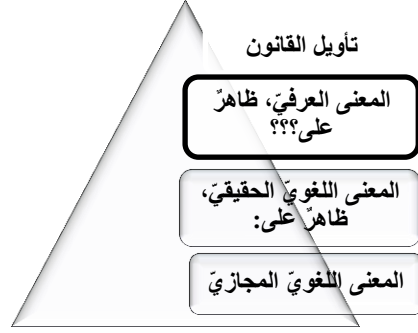 تأويل القانون
المعنى العرفيّ، ظاهرٌ
على؟؟؟
المعنى اللغويّ الحقيقيّ،
ظاهرٌ على:
المعنى اللغويّ المجازيّ